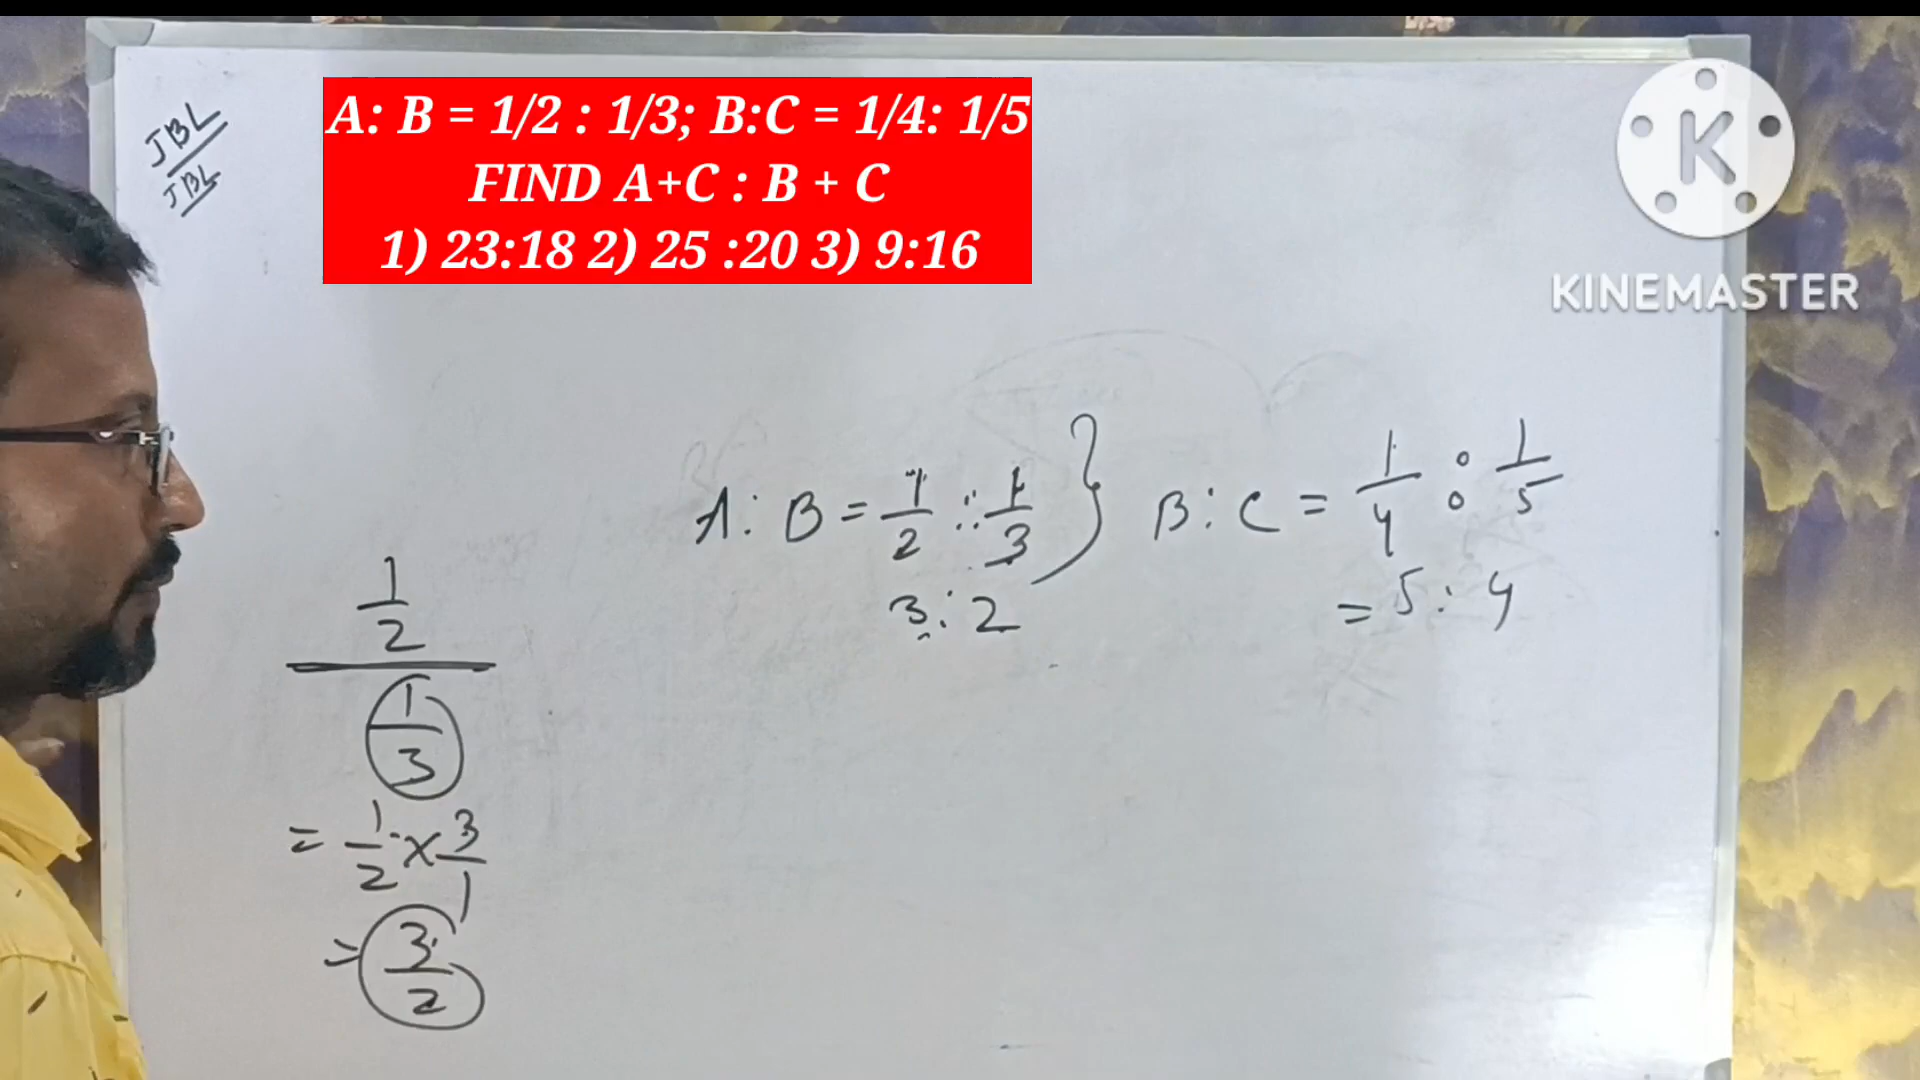 A: B = 1/2 : 1/3; B:C = 1/4: 1/5
FIND A+C : B + C
1) 23:18 2) 25 :20 3) 9:16
KINEMASTER
JBL
JBL
A: B = 1/2 : 1/3 } B: C = 1/4 : 1/5
3: 2
= 5: 4
1/2
1/3
= 1/2 × 3/1
= 3/2